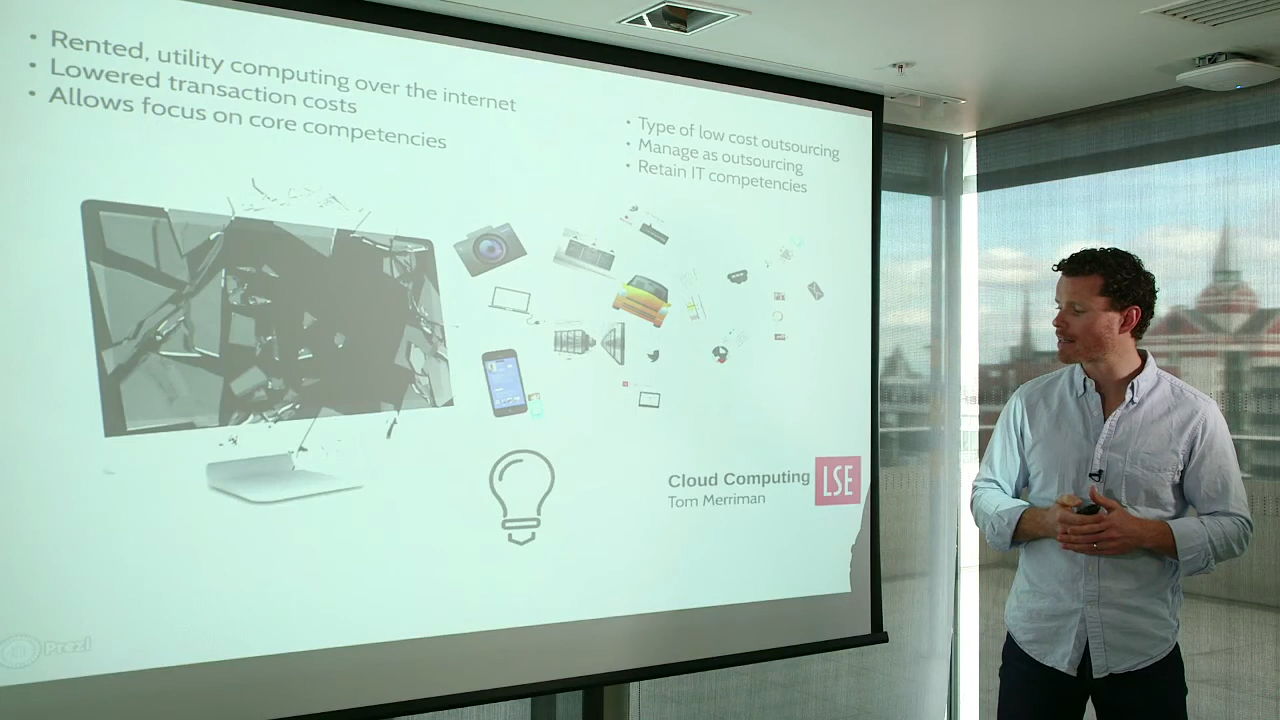 • Rented, utility computing over the internet
• Lowered transaction costs
• Allows focus on core competencies
• Type of low cost outsourcing
• Manage as outsourcing
• Retain IT competencies
Cloud Computing
Tom Merriman
LSE
Prezi